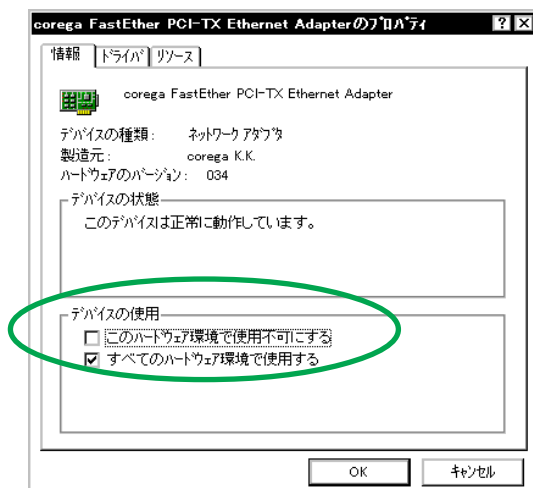 corega FastEther PCI-TX Ethernet Adapterのﾌﾟﾛﾊﾟﾃｨ
情報 ﾄﾞﾗｲﾊﾞ ﾘｿｰｽ
corega FastEther PCI-TX Ethernet Adapter
ﾃﾞﾊﾞｲｽの種類： ﾈｯﾄﾜｰｸ ｱﾀﾞﾌﾟﾀ
製造元： corega K.K.
ﾊｰﾄﾞｳｪｱのﾊﾞｰｼﾞｮﾝ： 034
ﾃﾞﾊﾞｲｽの状態
このﾃﾞﾊﾞｲｽは正常に動作しています。
ﾃﾞﾊﾞｲｽの使用
このﾊｰﾄﾞｳｪｱ環境で使用不可にする
すべてのﾊｰﾄﾞｳｪｱ環境で使用する
OK ｷｬﾝｾﾙ